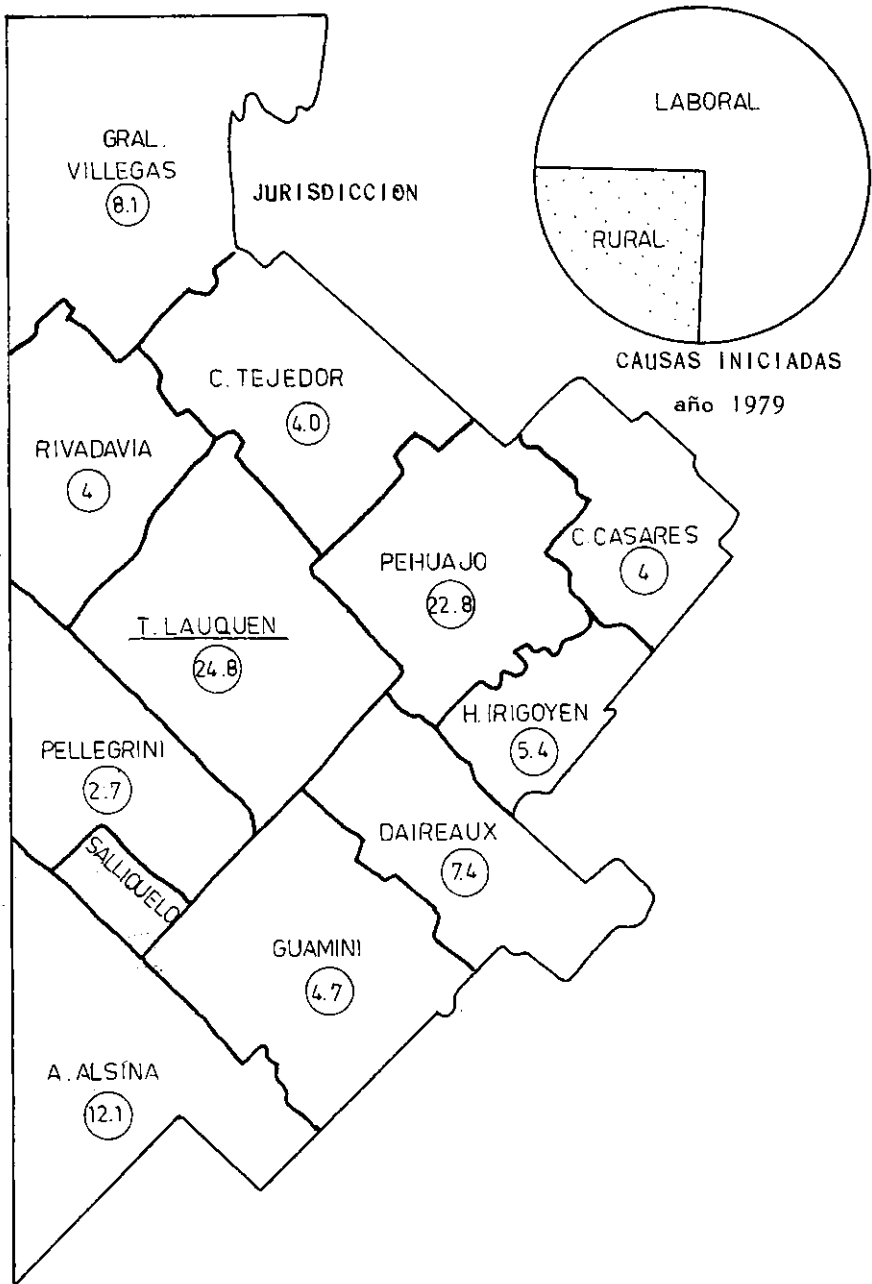 GRAL.
VILLEGAS
8.1
JURISDICCION
LABORAL
RURAL
CAUSAS INICIADAS
año 1979
C. TEJEDOR
4.0
RIVADAVIA
4
PEHUAJO
22.8
C. CASARES
4
T. LAUQUEN
24.8
H. IRIGOYEN
5.4
PELLEGRINI
2.7
SALLIQUELO
DAIREAUX
7.4
GUAMINI
4.7
A. ALSINA
12.1